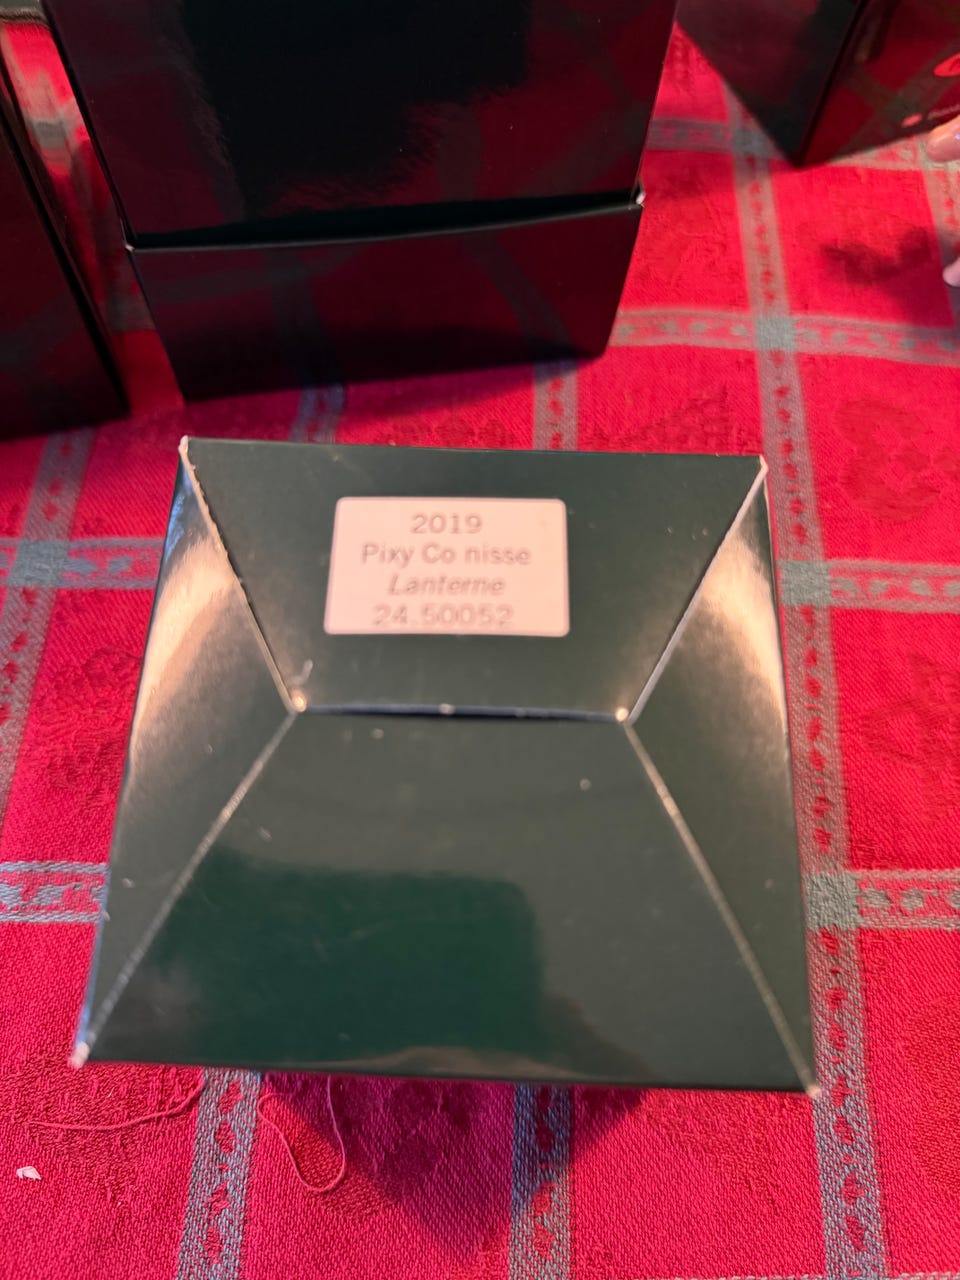 2019
Pixy Co nisse
Lanterne
24.50052